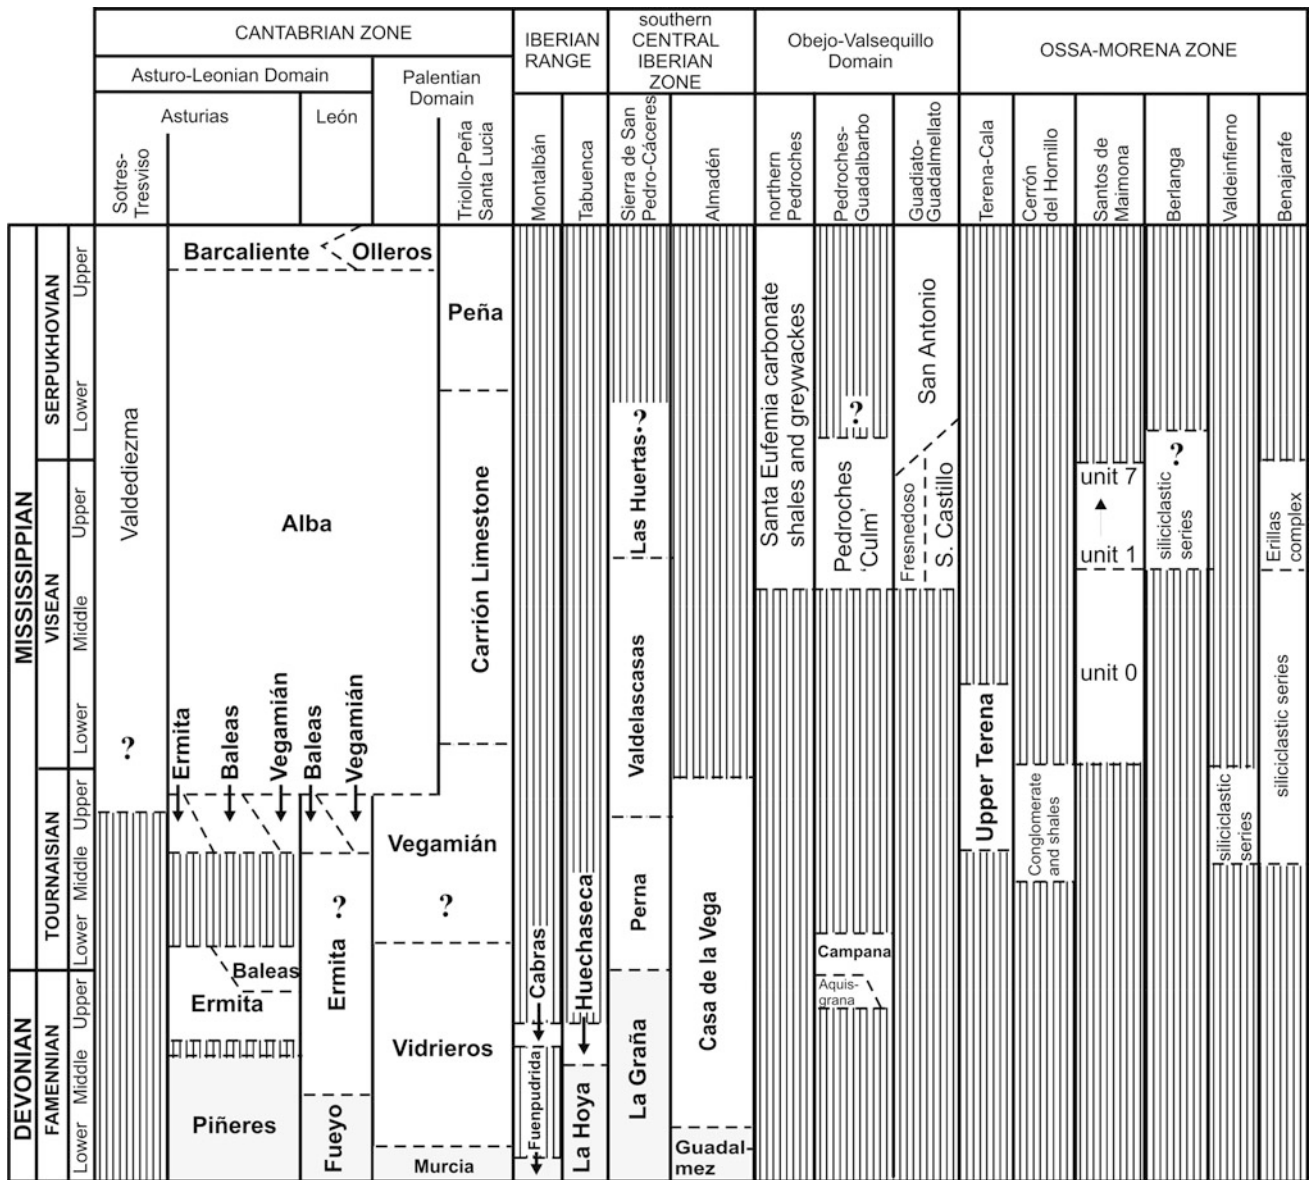 CANTABRIAN ZONE
IBERIAN
RANGE
southern
CENTRAL
IBERIAN
ZONE
Obejo-Valsequillo
Domain
OSSA-MORENA ZONE
Asturo-Leonian Domain
Palentian
Domain
Asturias
León
Sotres-
Tresviso
Triollo-Peña
Santa Lucia
Montalbán
Tabuenca
Sierra de San
Pedro-Cáceres
Almadén
northern
Pedroches
Pedroches-
Guadalbarbo
Guadiato-
Guadalmellato
Terena-Cala
Cerrón
del Hornillo
Santos de
Maimona
Berlanga
Valdeinfierno
Benajarafe
MISSISSIPPIAN
SERPUKHOVIAN
Upper
Lower
VISEAN
Upper
Middle
Lower
TOURNAISIAN
Upper
Middle
Lower
DEVONIAN
FAMENNIAN
Upper
Middle
Lower
Valdediezma
?
Barcaliente
Olleros
Alba
Ermita
Baleas
Vegamián
Baleas
Vegamián
Baleas
Ermita
Piñeres
?
Ermita
Fueyo
Peña
Carrión Limestone
Vegamián
?
Vidrieros
Murcia
Cabras
Fuenpudrida
Huechaseca
La Hoya
?
Las Huertas
Valdelascasas
Perna
La Graña
Casa de la Vega
Guadal-
mez
Santa Eufemia carbonate
shales and greywackes
?
Pedroches
‘Culm’
Campana
Aquis-
grana
San Antonio
Fresnedoso
S. Castillo
Upper Terena
Conglomerate
and shales
unit 7
unit 1
unit 0
?
siliciclastic
series
siliciclastic
series
Erillas
complex
siliciclastic series